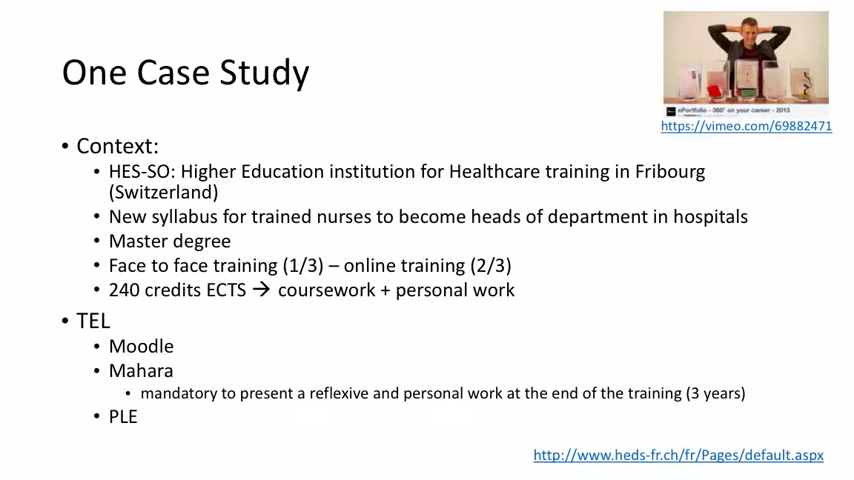 One Case Study
ePortfolio - 360° on your career - 2013
https://vimeo.com/69882471
• Context:
• HES-SO: Higher Education institution for Healthcare training in Fribourg
(Switzerland)
• New syllabus for trained nurses to become heads of department in hospitals
• Master degree
• Face to face training (1/3) – online training (2/3)
• 240 credits ECTS → coursework + personal work
• TEL
• Moodle
• Mahara
• mandatory to present a reflexive and personal work at the end of the training (3 years)
• PLE
http://www.heds-fr.ch/fr/Pages/default.aspx